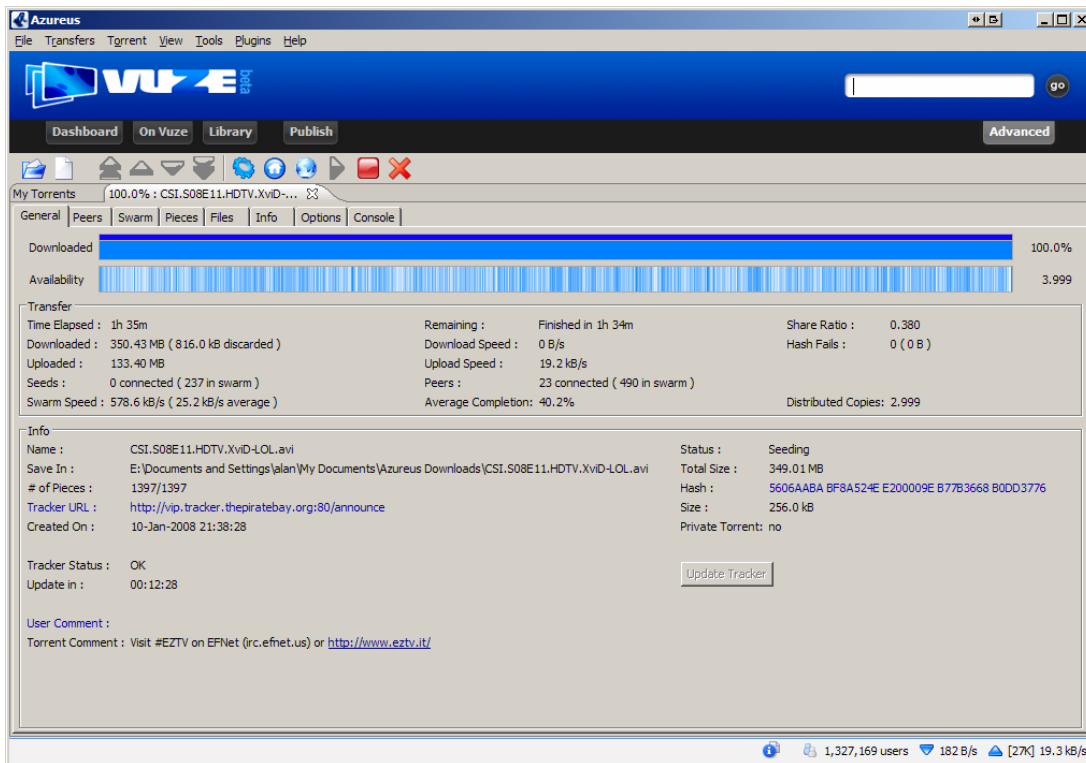 Azureus
File Transfers Torrent View Tools Plugins Help
VUZE beta
go
Dashboard On Vuze Library Publish Advanced
My Torrents 100.0% : CSI.S08E11.HDTV.XviD-...
General Peers Swarm Pieces Files Info Options Console
Downloaded 100.0%
Availability 3.999
Transfer
Time Elapsed : 1h 35m Remaining : Finished in 1h 34m Share Ratio : 0.380
Downloaded : 350.43 MB ( 816.0 kB discarded ) Download Speed : 0 B/s Hash Fails : 0 ( 0 B )
Uploaded : 133.40 MB Upload Speed : 19.2 kB/s
Seeds : 0 connected ( 237 in swarm ) Peers : 23 connected ( 490 in swarm )
Swarm Speed : 578.6 kB/s ( 25.2 kB/s average ) Average Completion: 40.2% Distributed Copies: 2.999
Info
Name : CSI.S08E11.HDTV.XviD-LOL.avi Status : Seeding
Save In : E:\Documents and Settings\alan\My Documents\Azureus Downloads\CSI.S08E11.HDTV.XviD-LOL.avi Total Size : 349.01 MB
# of Pieces : 1397/1397 Hash : 5606AABA BF8A524E E200009E B77B3668 B0DD3776
Tracker URL : http://vip.tracker.thepiratebay.org:80/announce Size : 256.0 kB
Created On : 10-Jan-2008 21:38:28 Private Torrent: no
Tracker Status : OK Update Tracker
Update in : 00:12:28
User Comment :
Torrent Comment : Visit #EZTV on EFNet (irc.efnet.us) or http://www.eztv.it/
1,327,169 users 182 B/s [27K] 19.3 kB/s